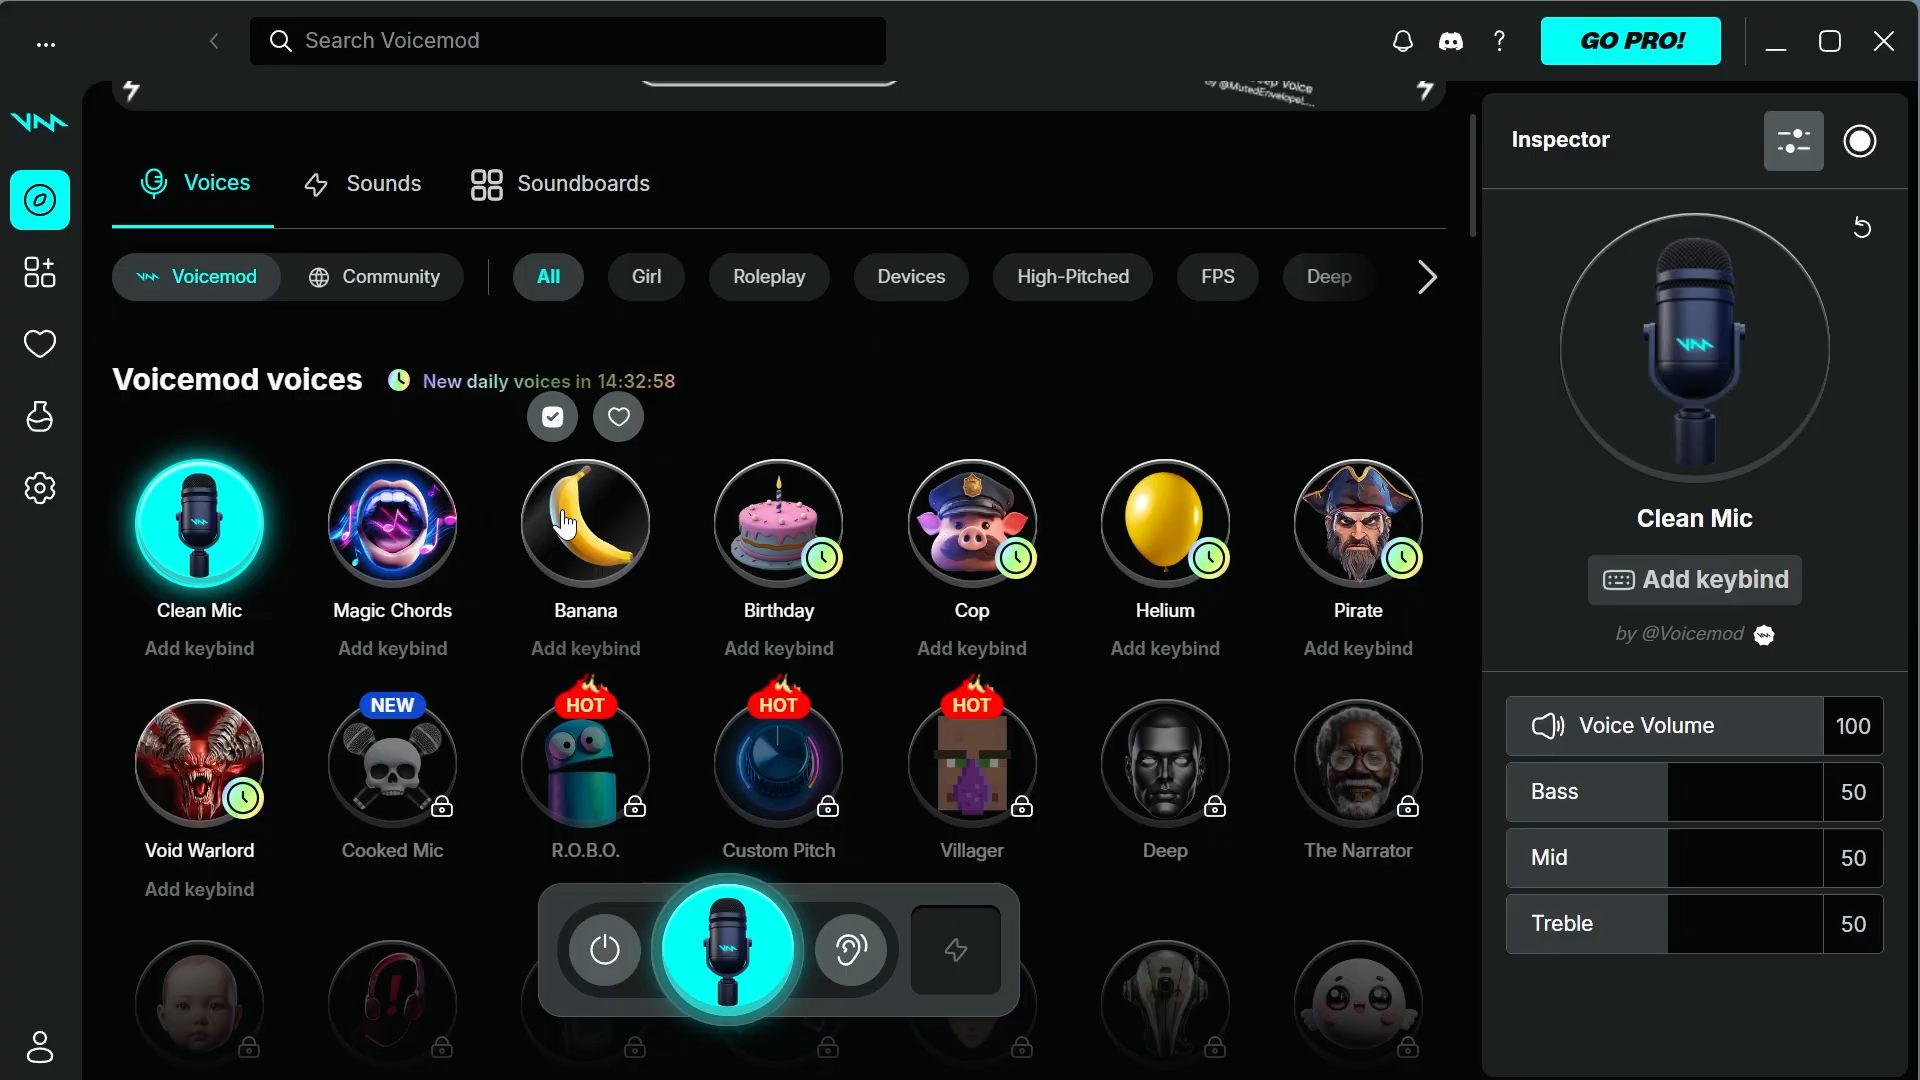 Search Voicemod
GO PRO!
Deep Voice
by @MutedEnvelopeL...
Inspector
Voices
Sounds
Soundboards
Voicemod
Community
All
Girl
Roleplay
Devices
High-Pitched
FPS
Deep
Voicemod voices
New daily voices in 14:32:58
Clean Mic
Magic Chords
Banana
Birthday
Cop
Helium
Pirate
Add keybind
Add keybind
Add keybind
Add keybind
Add keybind
Add keybind
Add keybind
NEW
HOT
HOT
HOT
Void Warlord
Cooked Mic
R.O.B.O.
Custom Pitch
Villager
Deep
The Narrator
Add keybind
Clean Mic
Add keybind
by @Voicemod
Voice Volume 100
Bass 50
Mid 50
Treble 50